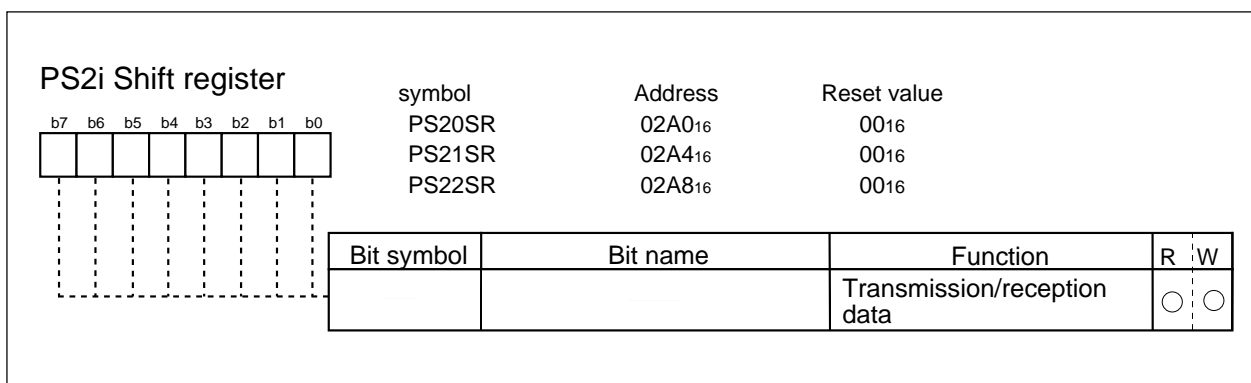 PS2i Shift register
symbol Address Reset value
b7 b6 b5 b4 b3 b2 b1 b0
PS20SR 02A016 0016
PS21SR 02A416 0016
PS22SR 02A816 0016
Bit symbol Bit name Function R W
Transmission/reception
data